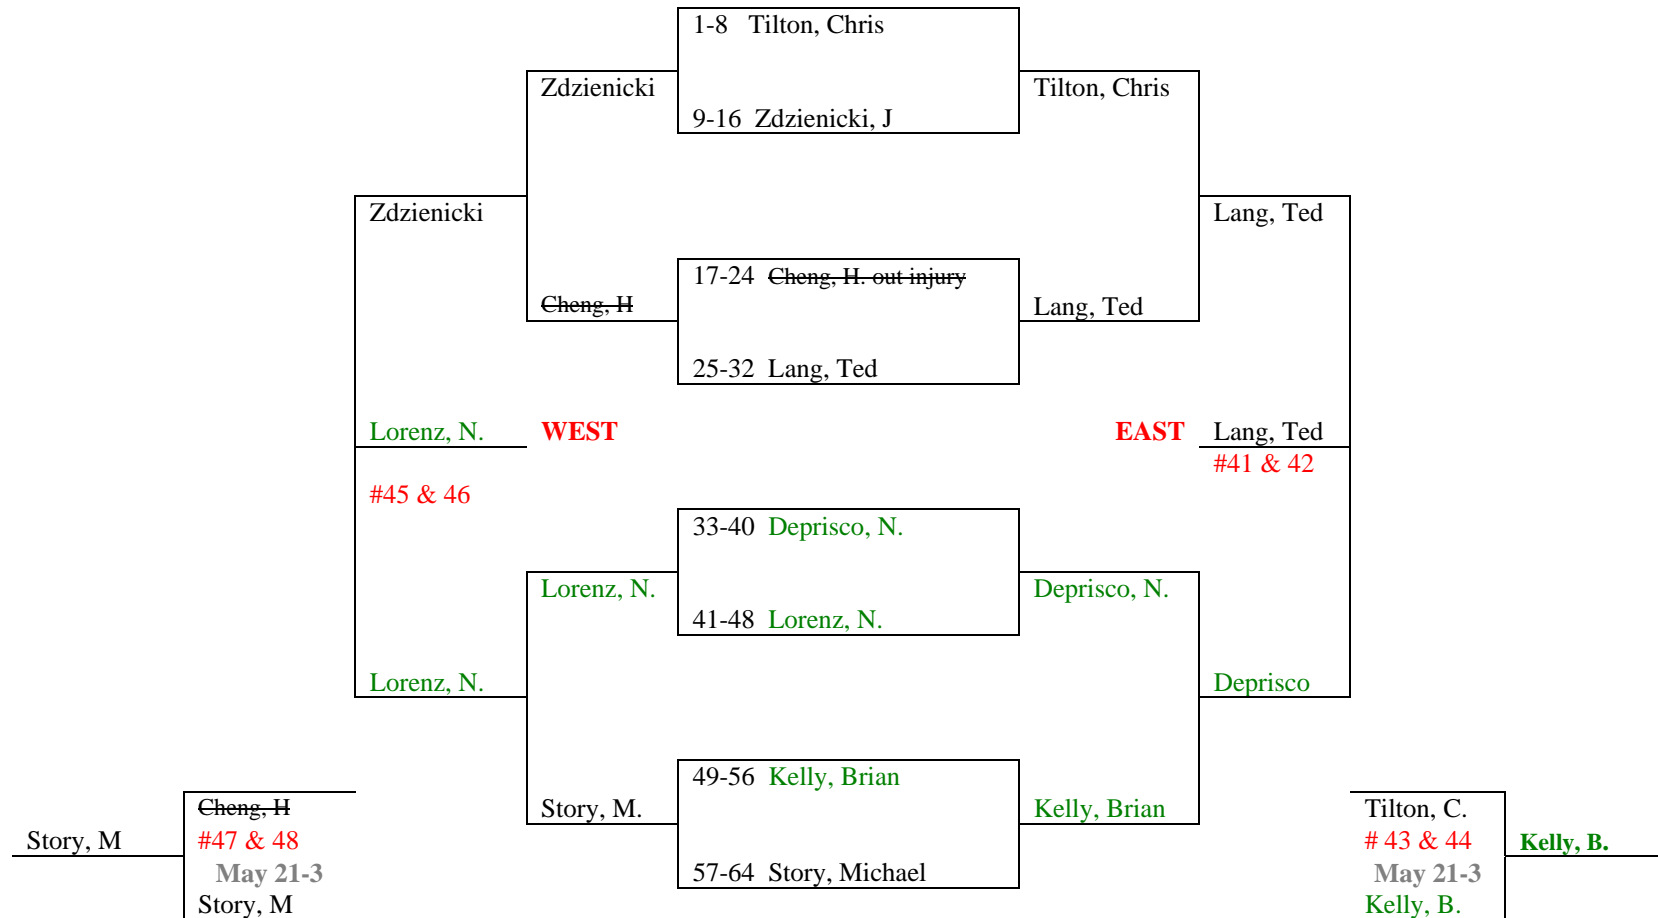 1-8 Tilton, Chris
Zdzienicki
Tilton, Chris
9-16 Zdzienicki, J
Zdzienicki
Lang, Ted
17-24 Cheng, H. out injury
Cheng, H
Lang, Ted
25-32 Lang, Ted
Lorenz, N.
WEST
EAST
Lang, Ted
#41 & 42
#45 & 46
33-40 Deprisco, N.
Lorenz, N.
Deprisco, N.
41-48 Lorenz, N.
Lorenz, N.
Deprisco
49-56 Kelly, Brian
Story, M.
Kelly, Brian
57-64 Story, Michael
Cheng, H
Story, M
#47 & 48
May 21-3
Story, M
Tilton, C.
# 43 & 44
Kelly, B.
May 21-3
Kelly, B.